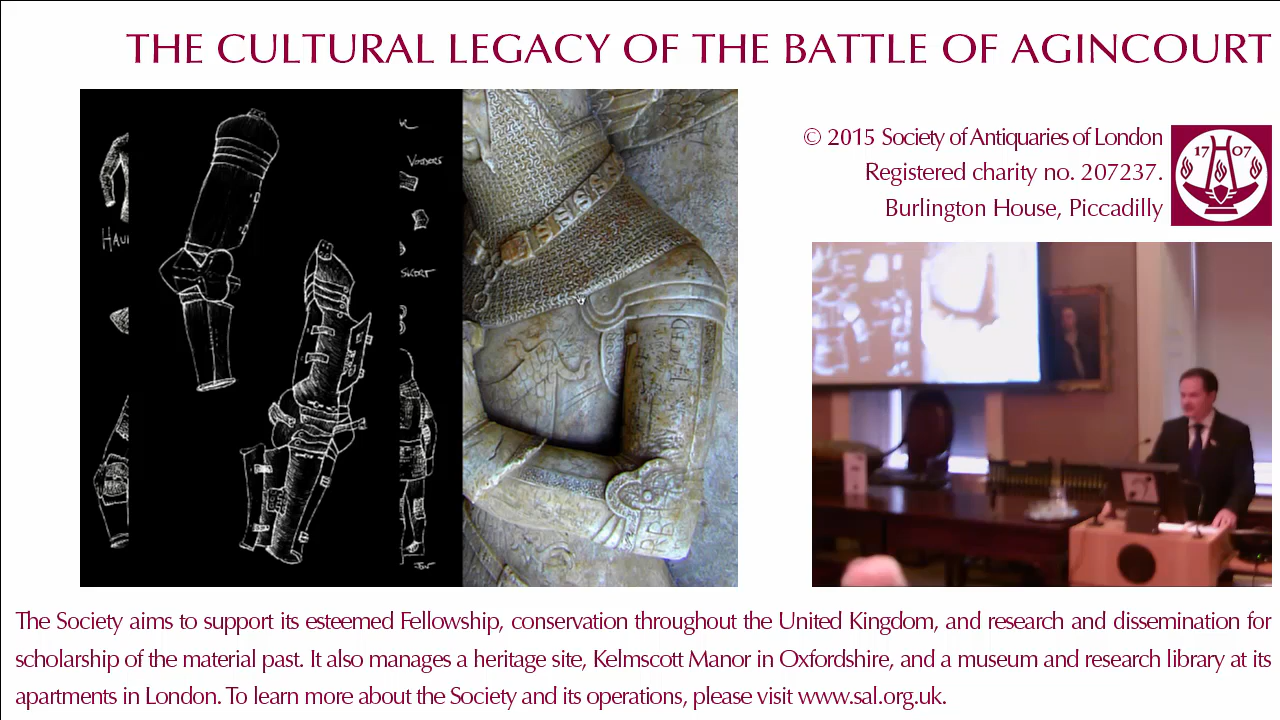 THE CULTURAL LEGACY OF THE BATTLE OF AGINCOURT
© 2015 Society of Antiquaries of London
Registered charity no. 207237.
Burlington House, Piccadilly
17 07
The Society aims to support its esteemed Fellowship, conservation throughout the United Kingdom, and research and dissemination for
scholarship of the material past. It also manages a heritage site, Kelmscott Manor in Oxfordshire, and a museum and research library at its
apartments in London. To learn more about the Society and its operations, please visit www.sal.org.uk.